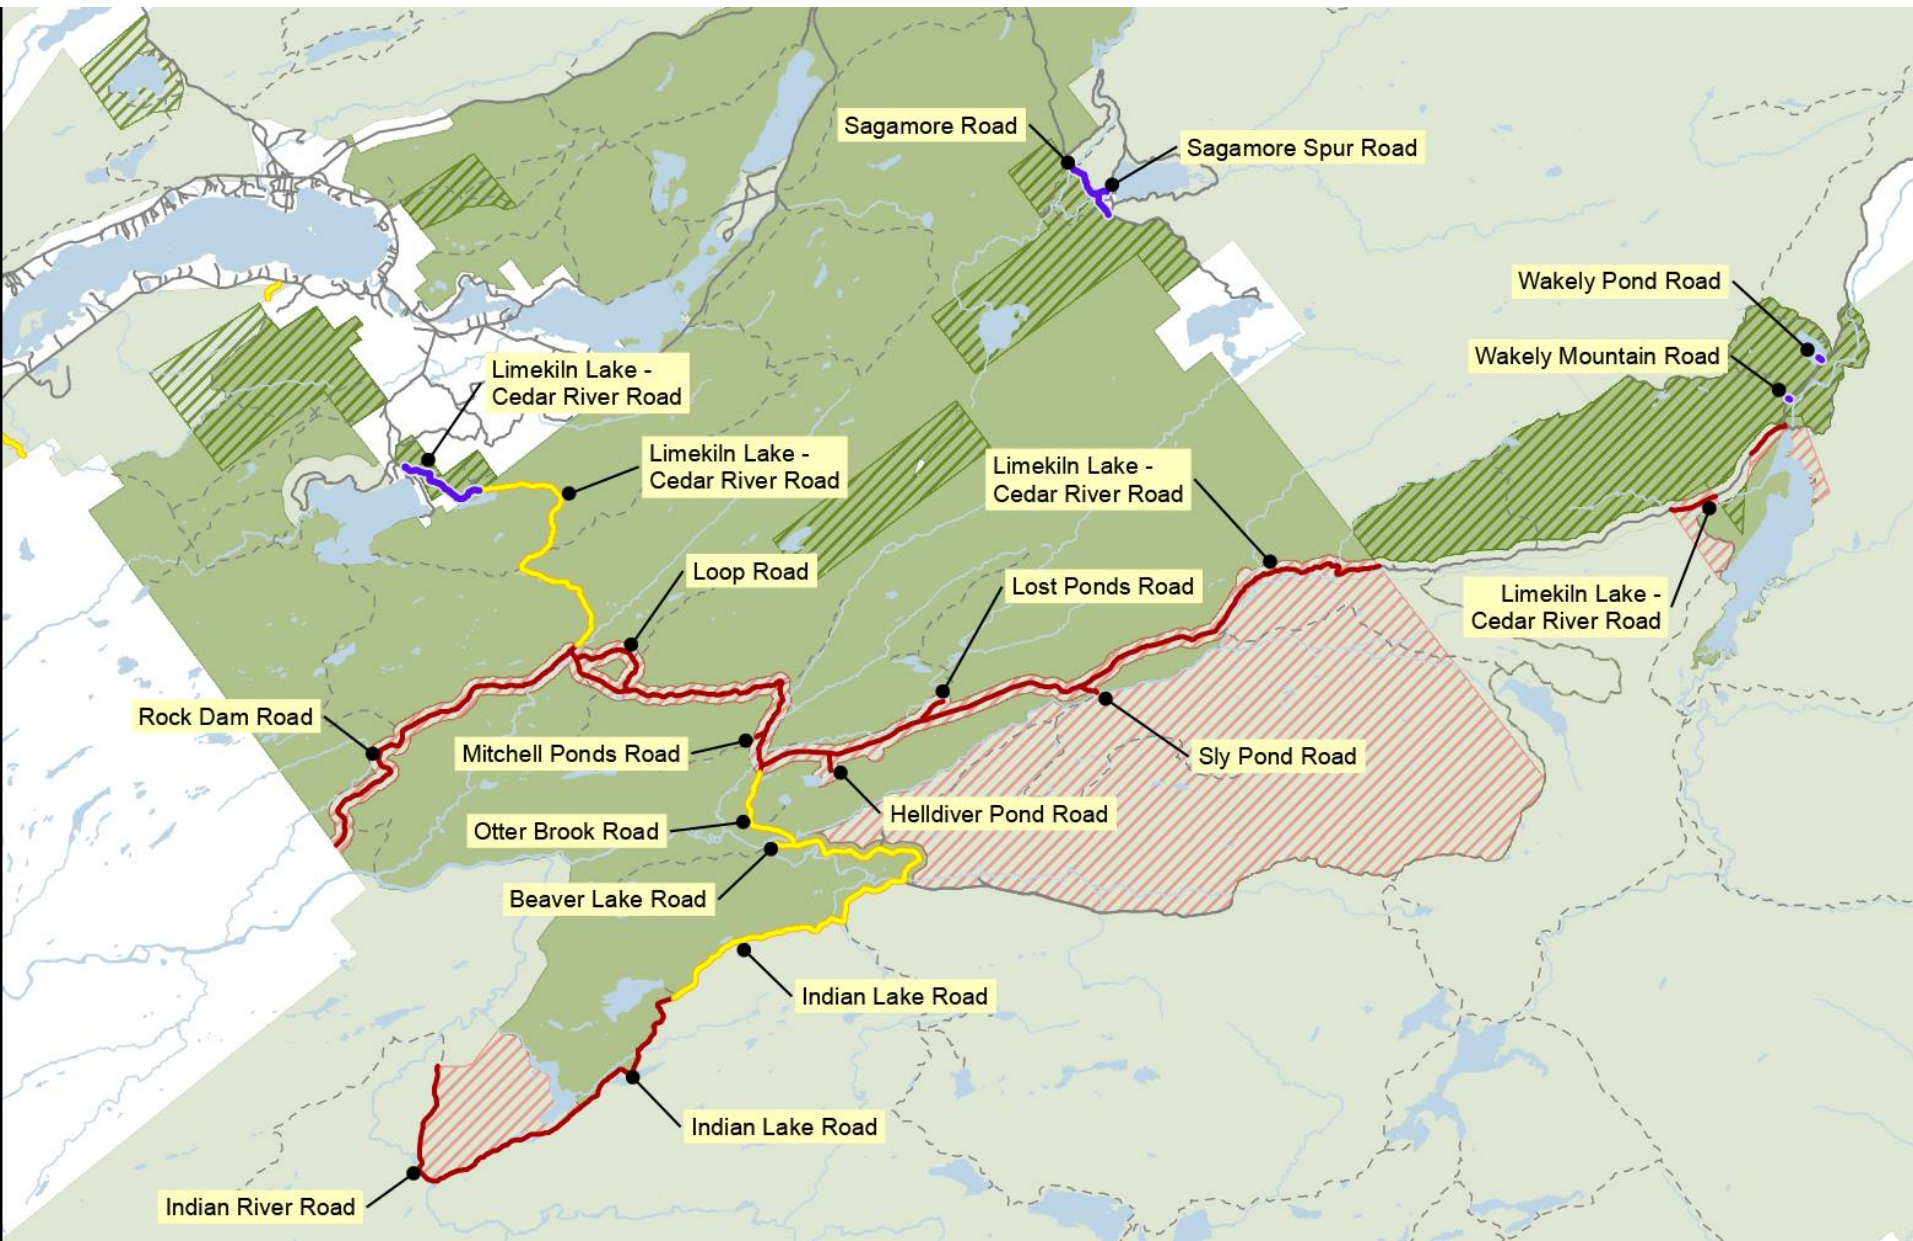 Sagamore Road
Sagamore Spur Road
Wakely Pond Road
Wakely Mountain Road
Limekiln Lake -
Cedar River Road
Limekiln Lake -
Cedar River Road
Limekiln Lake -
Cedar River Road
Loop Road
Lost Ponds Road
Limekiln Lake -
Cedar River Road
Rock Dam Road
Mitchell Ponds Road
Sly Pond Road
Helldiver Pond Road
Otter Brook Road
Beaver Lake Road
Indian Lake Road
Indian Lake Road
Indian River Road